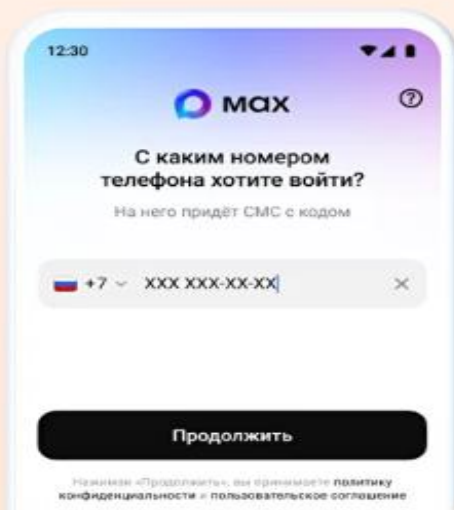 12:30
мах
С каким номером
телефона хотите войти?
На него придёт СМС с кодом
+7 XXX XXX-XX-XX
Продолжить
Нажимая «Продолжить», вы принимаете политику
конфиденциальности и пользовательское соглашение